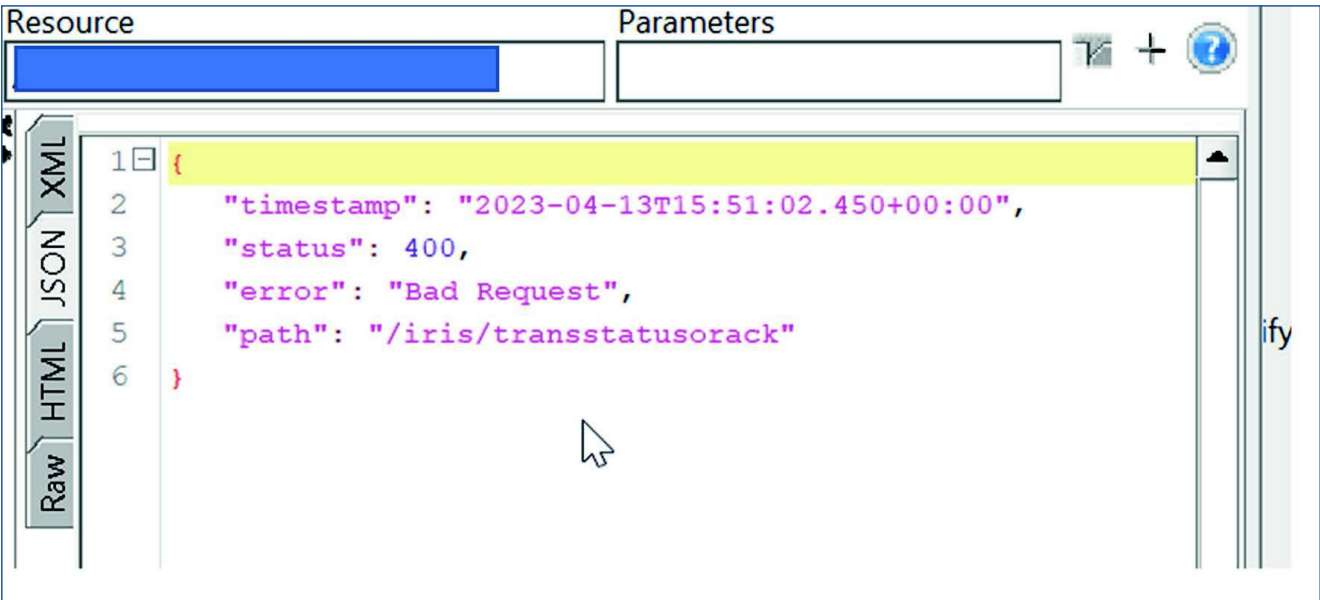 Resource
Parameters
XML
JSON
HTML
Raw
1 {
2 "timestamp": "2023-04-13T15:51:02.450+00:00",
3 "status": 400,
4 "error": "Bad Request",
5 "path": "/iris/transstatusorack"
6 }
ify